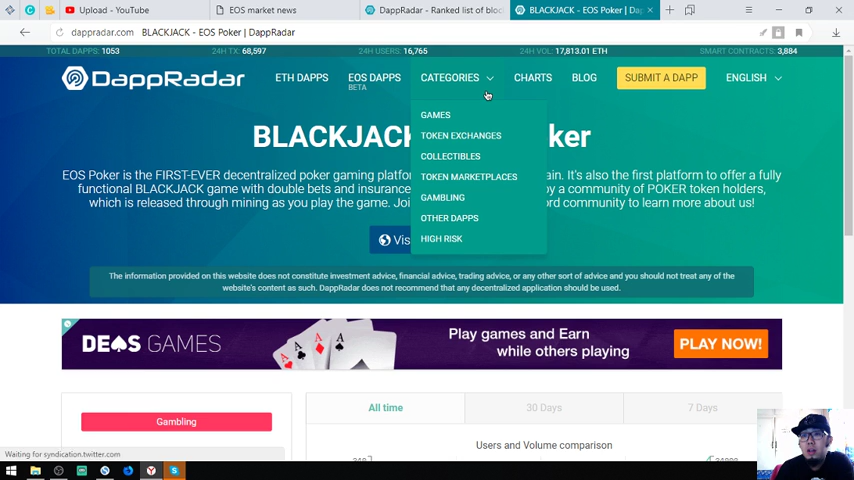 Upload - YouTube
EOS market news
DappRadar - Ranked list of bloc
BLACKJACK - EOS Poker | Da
dappradar.com BLACKJACK - EOS Poker | DappRadar
TOTAL DAPPS: 1053
24H TX: 68,597
24H USERS: 16,765
24H VOL: 17,813.01 ETH
SMART CONTRACTS: 3,884
DappRadar
ETH DAPPS
EOS DAPPS
BETA
CATEGORIES
CHARTS
BLOG
SUBMIT A DAPP
ENGLISH
GAMES
TOKEN EXCHANGES
COLLECTIBLES
TOKEN MARKETPLACES
GAMBLING
OTHER DAPPS
HIGH RISK
BLACKJACK ker
EOS Poker is the FIRST-EVER decentralized poker gaming platfo ain. It's also the first platform to offer a fully
functional BLACKJACK game with double bets and insurance by a community of POKER token holders,
which is released through mining as you play the game. Joi ord community to learn more about us!
Vis
The information provided on this website does not constitute investment advice, financial advice, trading advice, or any other sort of advice and you should not treat any of the
website's content as such. DappRadar does not recommend that any decentralized application should be used.
DEOS GAMES
Play games and Earn
while others playing
PLAY NOW!
Gambling
All time
30 Days
7 Days
Users and Volume comparison
Waiting for syndication.twitter.com